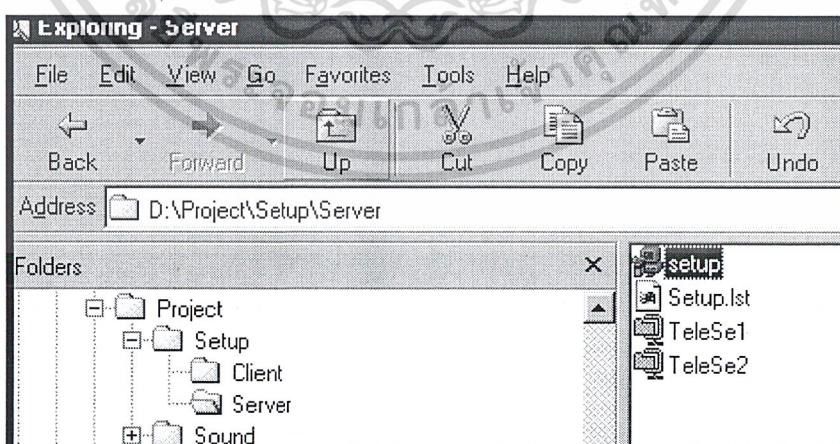 Exploring - Server
File Edit View Go Favorites Tools Help
Back Forward Up Cut Copy Paste Undo
Address D:\Project\Setup\Server
Folders
Project
Setup
Client
Server
Sound
setup
Setup.lst
TeleSe1
TeleSe2